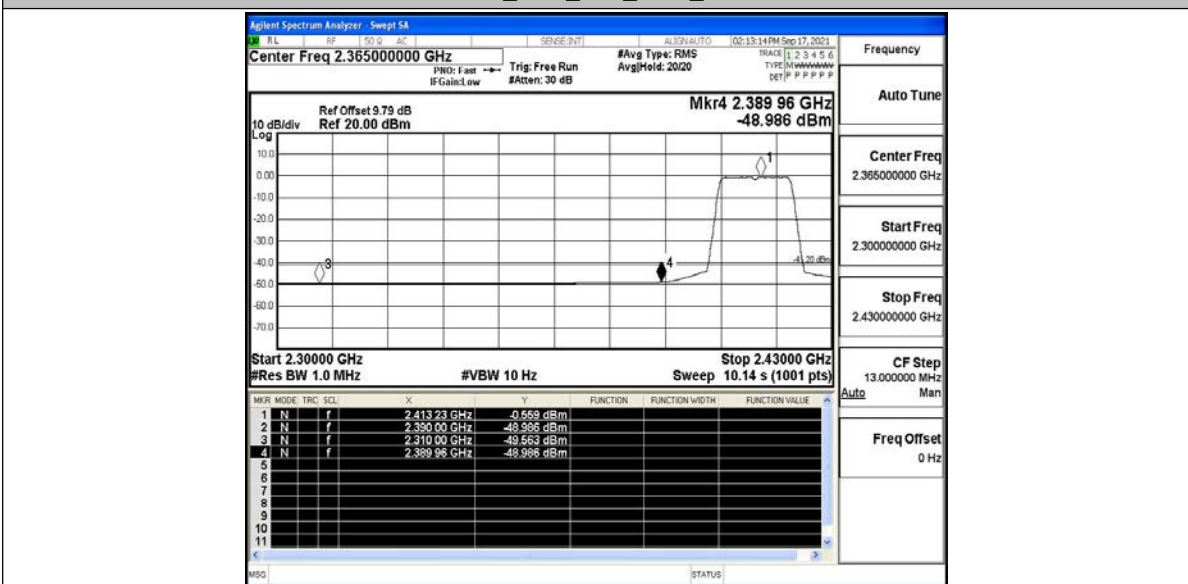 Agilent Spectrum Analyzer - Swept SA
RL RF 50 Ω AC SENSE:INT ALIGN AUTO 02:13:14 PM Sep 17, 2021
Center Freq 2.365000000 GHz
PNO: Fast
IFGain:Low
Trig: Free Run
#Atten: 30 dB
#Avg Type: RMS
Avg|Hold: 20/20
TRACE 1 2 3 4 5 6
TYPE MWWWWW
DET P P P P P P
Ref Offset 9.79 dB
10 dB/div Ref 20.00 dBm
Log
Mkr4 2.389 96 GHz
-48.986 dBm
10.0
0.00
-10.0
-20.0
-30.0
-40.0
-50.0
-60.0
-70.0
1
3
4
Start 2.30000 GHz Stop 2.43000 GHz
#Res BW 1.0 MHz #VBW 10 Hz Sweep 10.14 s (1001 pts)
MKR MODE TRC SCL X Y FUNCTION FUNCTION WIDTH FUNCTION VALUE
1 N f 2.413 23 GHz -0.559 dBm
2 N f 2.390 00 GHz -48.986 dBm
3 N f 2.310 00 GHz -49.563 dBm
4 N f 2.389 96 GHz -48.986 dBm
5
6
7
8
9
10
11
MSG STATUS
Frequency
Auto Tune
Center Freq
2.365000000 GHz
Start Freq
2.300000000 GHz
Stop Freq
2.430000000 GHz
CF Step
13.000000 MHz
Auto Man
Freq Offset
0 Hz